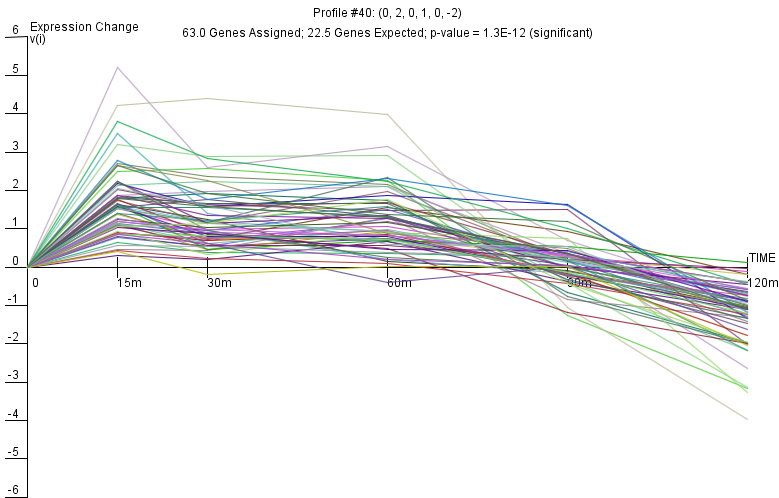 Profile #40: (0, 2, 0, 1, 0, -2)
Expression Change
v(i)
63.0 Genes Assigned; 22.5 Genes Expected; p-value = 1.3E-12 (significant)
6
5
4
3
2
1
0
-1
-2
-3
-4
-5
-6
TIME
0 15m 30m 60m 90m 120m